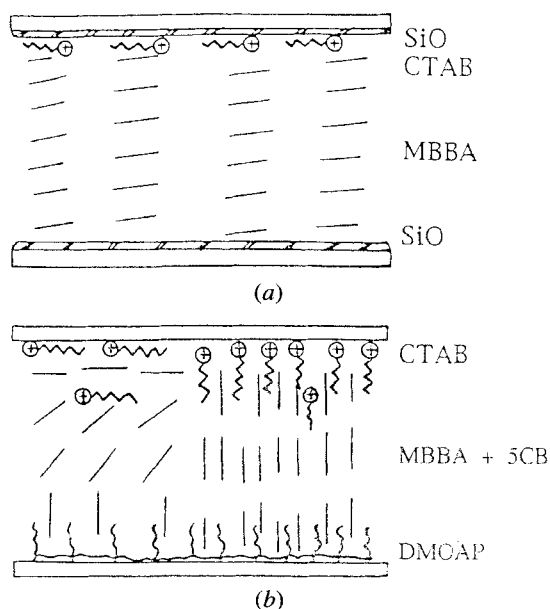 SiO
CTAB
MBBA
SiO
(a)
CTAB
MBBA + 5CB
DMOAP
(b)